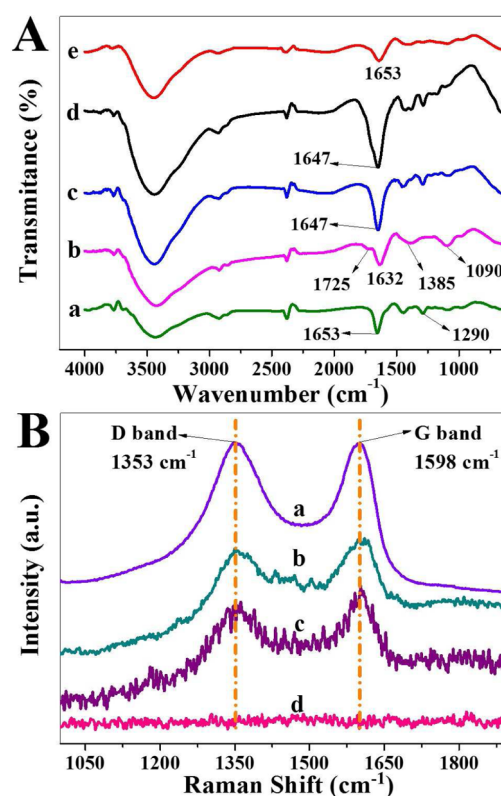 A
Transmitance (%)
e
1653
d
1647
c
1647
b
1725
1632
1385
1090
a
1653
1290
4000 3500 3000 2500 2000 1500 1000
Wavenumber (cm-1)
B
D band
1353 cm-1
G band
1598 cm-1
Intensity (a.u.)
a
b
c
d
1050 1200 1350 1500 1650 1800
Raman Shift (cm-1)